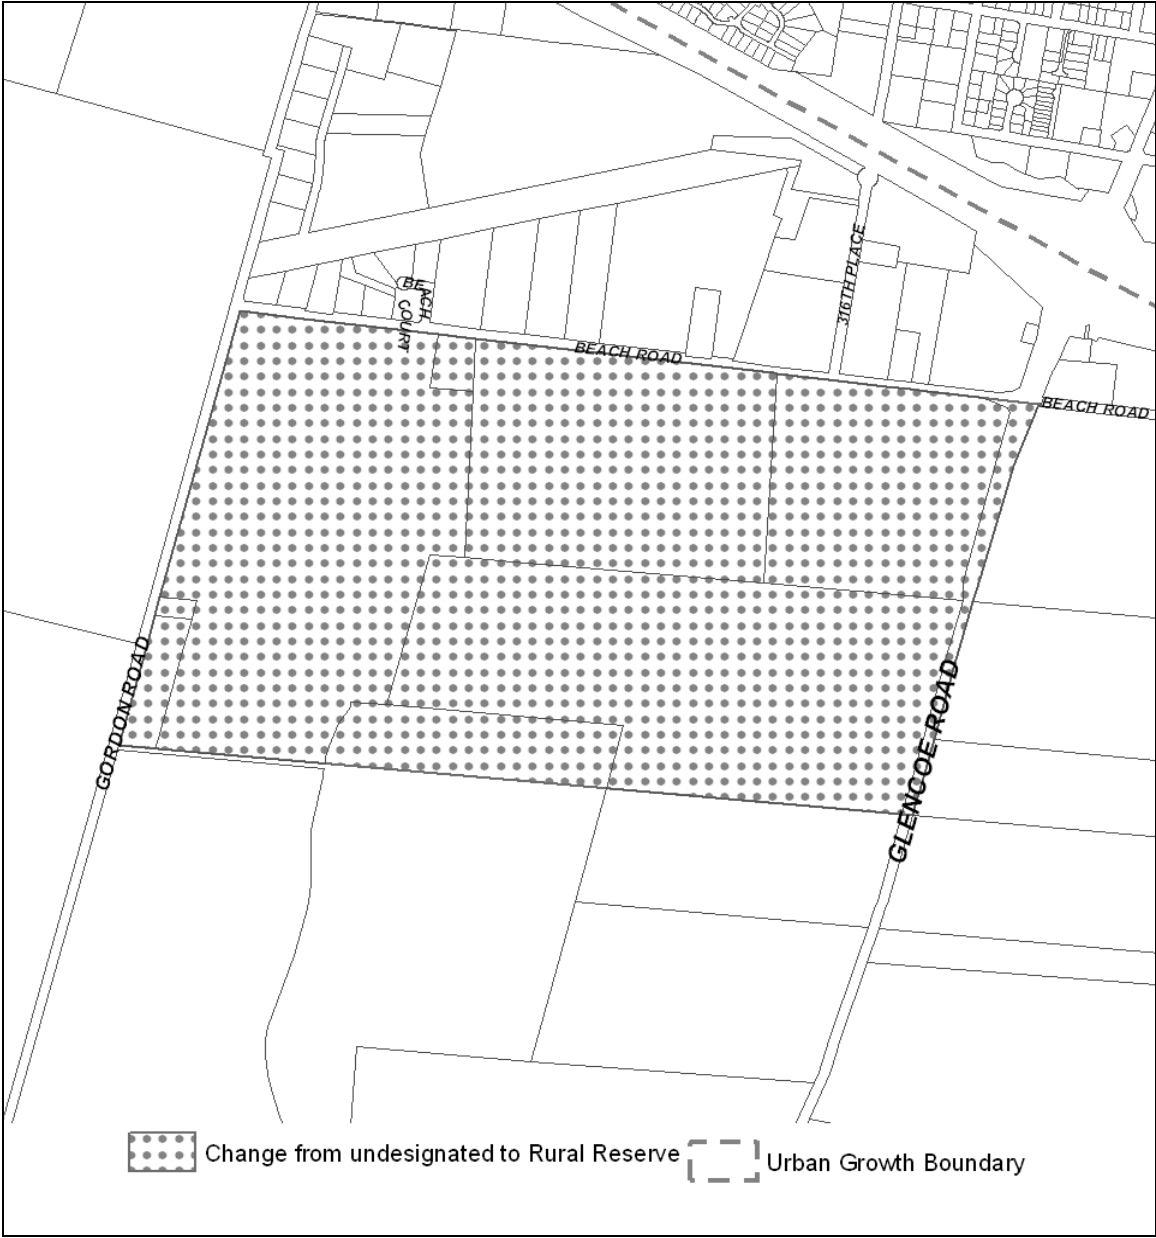 316TH PLACE
BEACH
COURT
BEACH ROAD
BEACH ROAD
GORDON ROAD
GLENCOE ROAD
Change from undesignated to Rural Reserve
Urban Growth Boundary